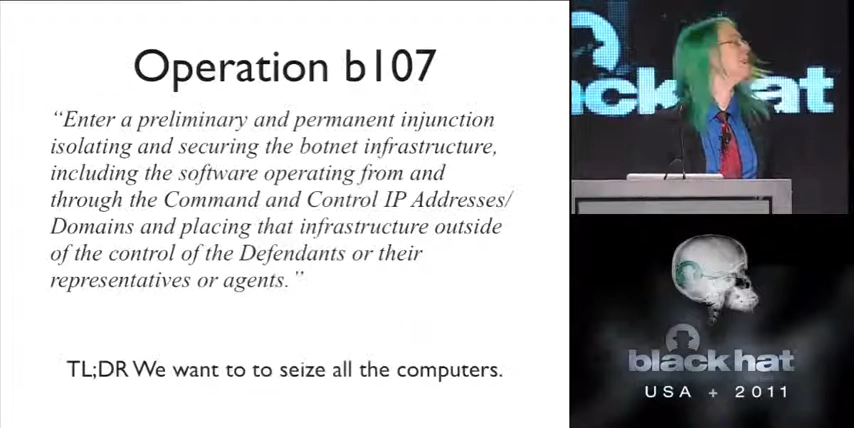 Operation b107
“Enter a preliminary and permanent injunction
isolating and securing the botnet infrastructure,
including the software operating from and
through the Command and Control IP Addresses/
Domains and placing that infrastructure outside
of the control of the Defendants or their
representatives or agents.”
TL;DR We want to to seize all the computers.
ack hat
black hat
USA + 2011